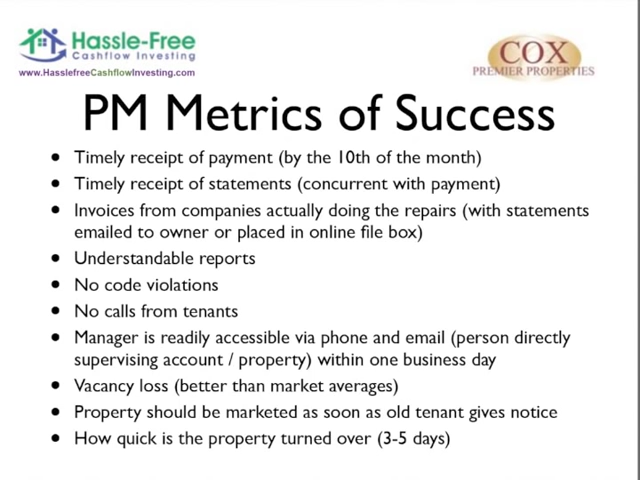 Hassle-Free
Cashflow Investing
www.HasslefreeCashflowInvesting.com
COX
PREMIER PROPERTIES
PM Metrics of Success
• Timely receipt of payment (by the 10th of the month)
• Timely receipt of statements (concurrent with payment)
• Invoices from companies actually doing the repairs (with statements
emailed to owner or placed in online file box)
• Understandable reports
• No code violations
• No calls from tenants
• Manager is readily accessible via phone and email (person directly
supervising account / property) within one business day
• Vacancy loss (better than market averages)
• Property should be marketed as soon as old tenant gives notice
• How quick is the property turned over (3-5 days)